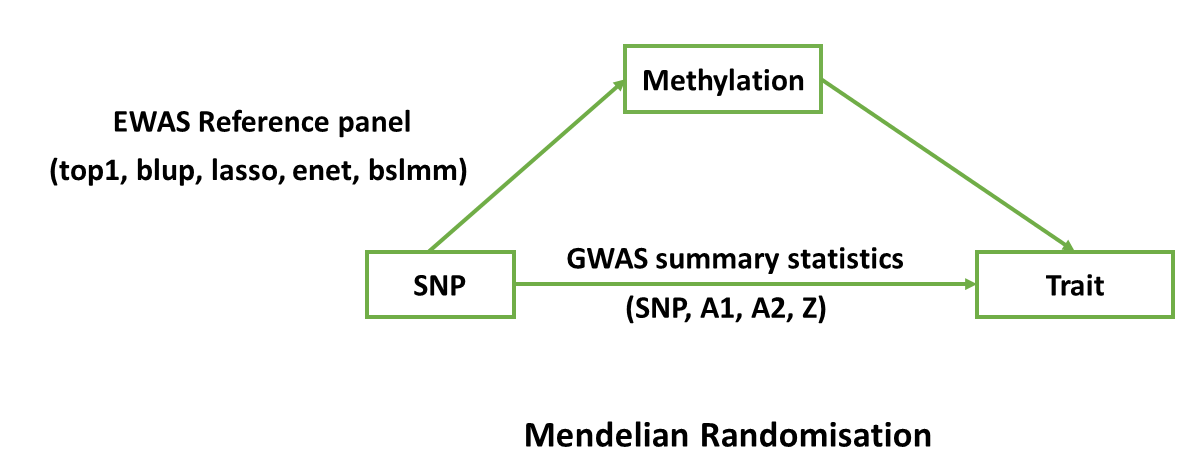 Methylation
EWAS Reference panel
(top1, blup, lasso, enet, bslmm)
GWAS summary statistics
SNP
Trait
(SNP, A1, A2, Z)
Mendelian Randomisation